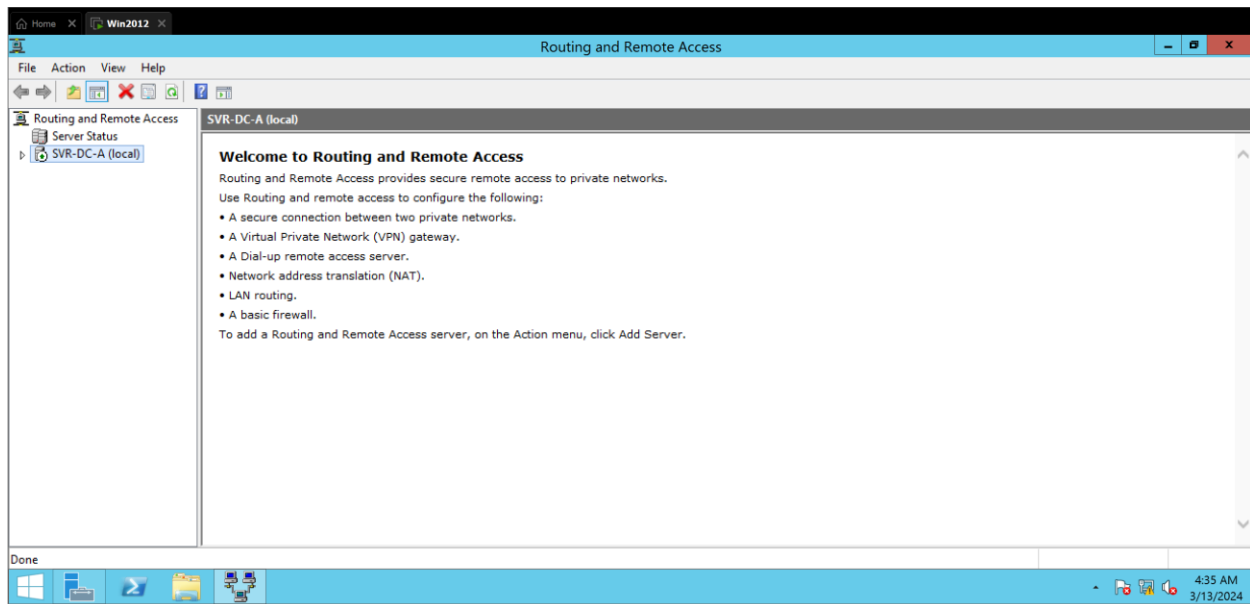 Home
Win2012
Routing and Remote Access
File Action View Help
Routing and Remote Access
Server Status
SVR-DC-A (local)
SVR-DC-A (local)
Welcome to Routing and Remote Access
Routing and Remote Access provides secure remote access to private networks.
Use Routing and remote access to configure the following:
• A secure connection between two private networks.
• A Virtual Private Network (VPN) gateway.
• A Dial-up remote access server.
• Network address translation (NAT).
• LAN routing.
• A basic firewall.
To add a Routing and Remote Access server, on the Action menu, click Add Server.
Done
4:35 AM
3/13/2024